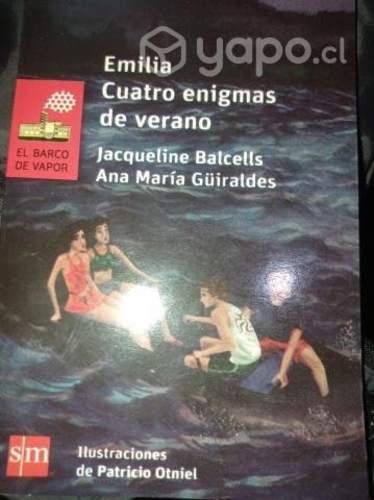 yapo.cl
Emilia
Cuatro enigmas
de verano
EL BARCO
DE VAPOR
Jacqueline Balcells
Ana María Güiraldes
sm
Ilustraciones
de Patricio Otniel